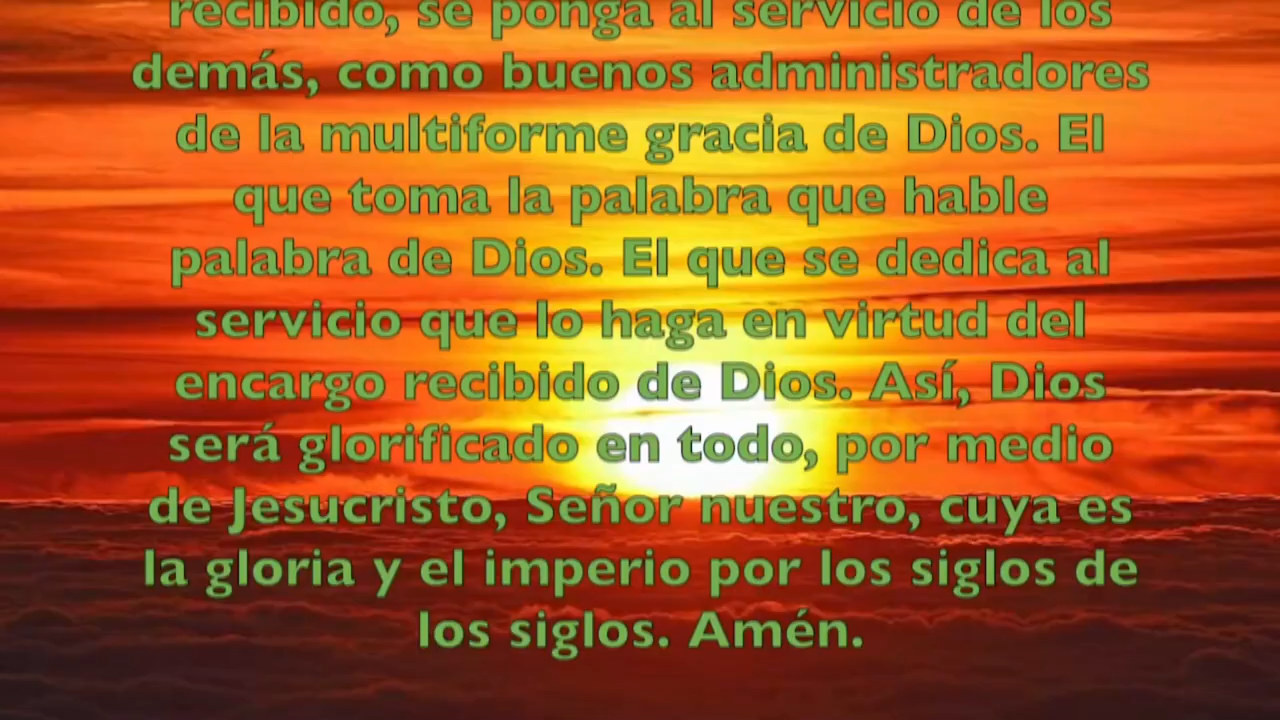 recibido, se ponga al servicio de los
demás, como buenos administradores
de la multiforme gracia de Dios. El
que toma la palabra que hable
palabra de Dios. El que se dedica al
servicio que lo haga en virtud del
encargo recibido de Dios. Así, Dios
será glorificado en todo, por medio
de Jesucristo, Señor nuestro, cuya es
la gloria y el imperio por los siglos de
los siglos. Amén.